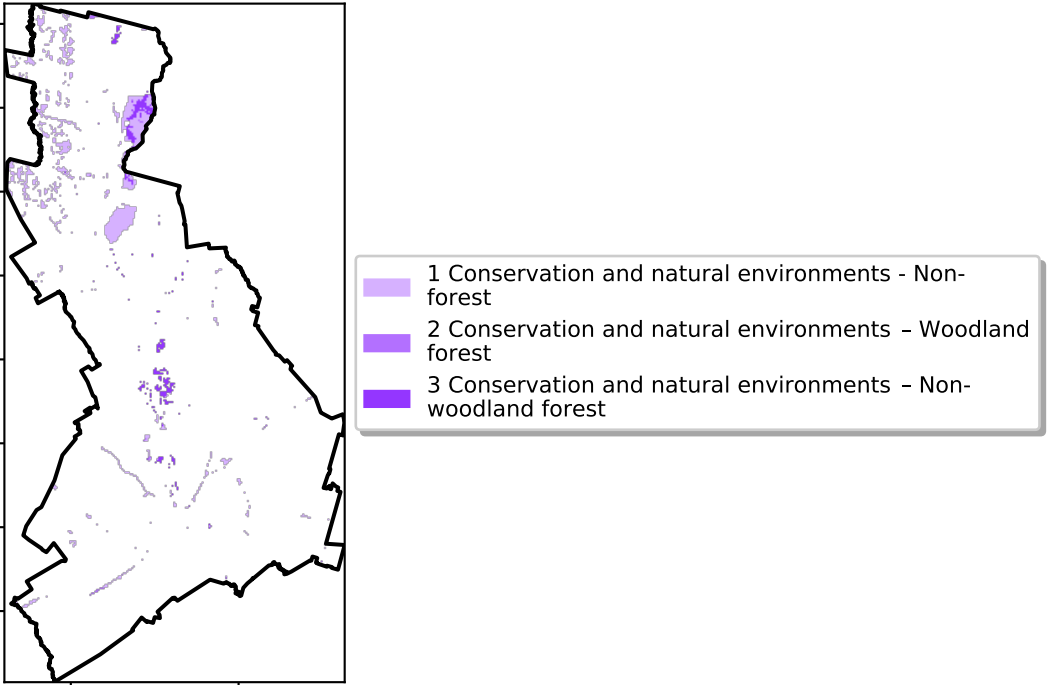 1 Conservation and natural environments - Non-
forest
2 Conservation and natural environments – Woodland
forest
3 Conservation and natural environments – Non-
woodland forest